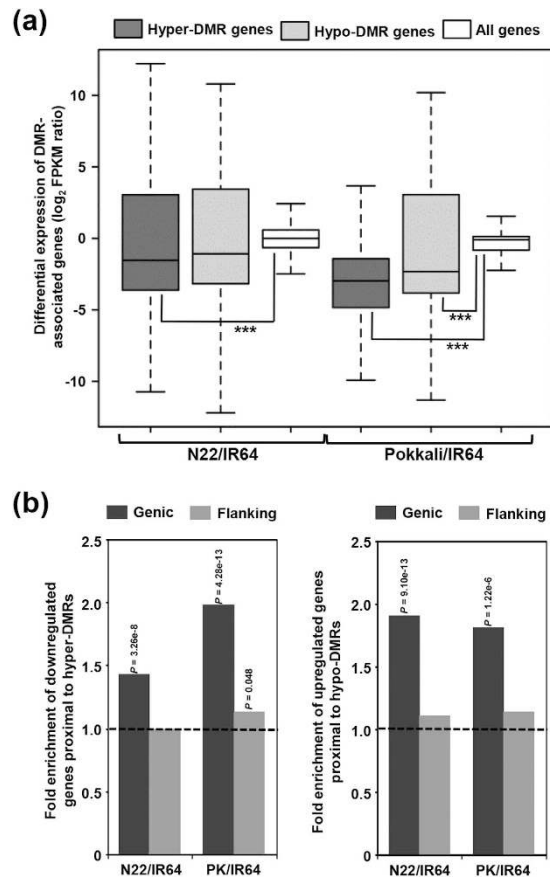 (a)
Hyper-DMR genes Hypo-DMR genes All genes
Differential expression of DMR-
associated genes (log₂ FPKM ratio)
10
5
0
-5
-10
***
***
***
N22/IR64 Pokkali/IR64
(b)
Genic Flanking
Fold enrichment of downregulated
genes proximal to hyper-DMRs
2.5
2.0
1.5
1.0
0.5
0
P = 3.26e-8
P = 4.28e-13
P = 0.048
N22/IR64 PK/IR64
Genic Flanking
Fold enrichment of upregulated genes
proximal to hypo-DMRs
2.5
2.0
1.5
1.0
0.5
0
P = 9.10e-13
P = 1.22e-6
N22/IR64 PK/IR64